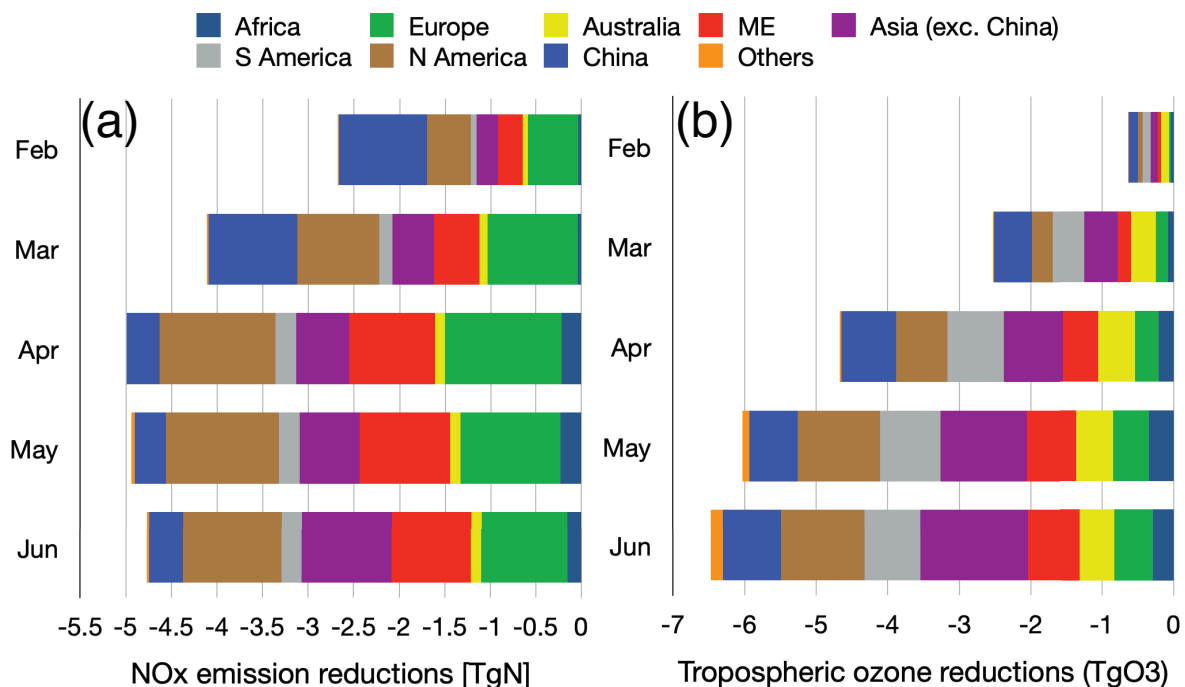 Africa Europe Australia ME Asia (exc. China)
S America N America China Others
(a)
Feb
Mar
Apr
May
Jun
-5.5 -5 -4.5 -4 -3.5 -3 -2.5 -2 -1.5 -1 -0.5 0
NOx emission reductions [TgN]
(b)
Feb
Mar
Apr
May
Jun
-7 -6 -5 -4 -3 -2 -1 0
Tropospheric ozone reductions (TgO3)